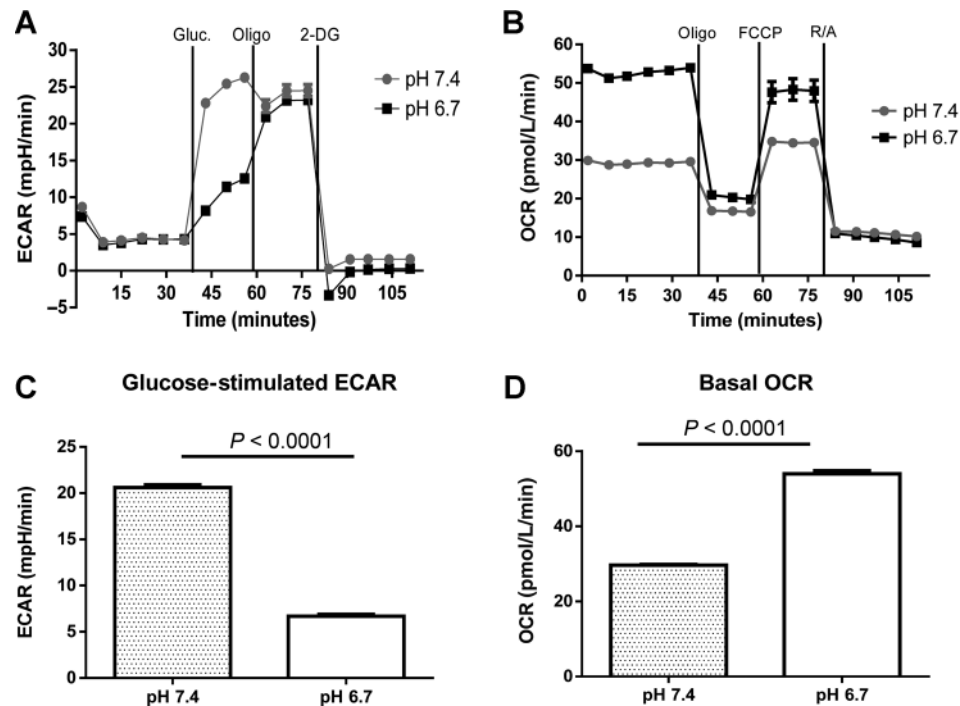 A
Gluc. Oligo 2-DG
30
25
20
15
10
5
0
–5
ECAR (mpH/min)
15 30 45 60 75 90 105
Time (minutes)
pH 7.4
pH 6.7
B
Oligo FCCP R/A
60
50
40
30
20
10
0
OCR (pmol/L/min)
0 15 30 45 60 75 90 105
Time (minutes)
pH 7.4
pH 6.7
C
Glucose-stimulated ECAR
P < 0.0001
25
20
15
10
5
0
ECAR (mpH/min)
pH 7.4 pH 6.7
D
Basal OCR
P < 0.0001
60
40
20
0
OCR (pmol/L/min)
pH 7.4 pH 6.7